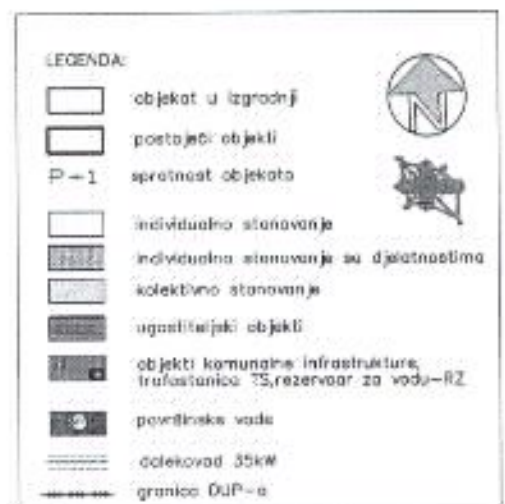 LEGENDA:
N
objekat u izgradnji
postojeći objekti
P+1 spratnost objekata
individualno stanovanje
individualno stanovanje sa djelatnostima
kolektivno stanovanje
ugostiteljski objekti
objekti komunalne infrastrukture,
trafostanica TS,rezervoar za vodu-RZ
površinske vode
dalekovod 35kW
granica DUP-a